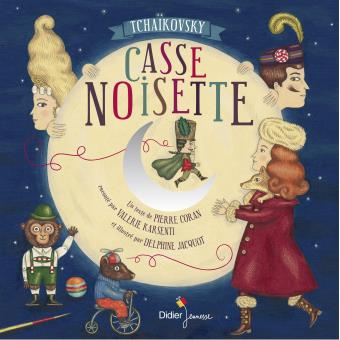 TCHAÏKOVSKY
CASSE
NOISETTE
Un texte de PIERRE CORAN
raconté par VALÉRIE KARSENTI
et illustré par DELPHINE JACQUOT
Didier Jeunesse